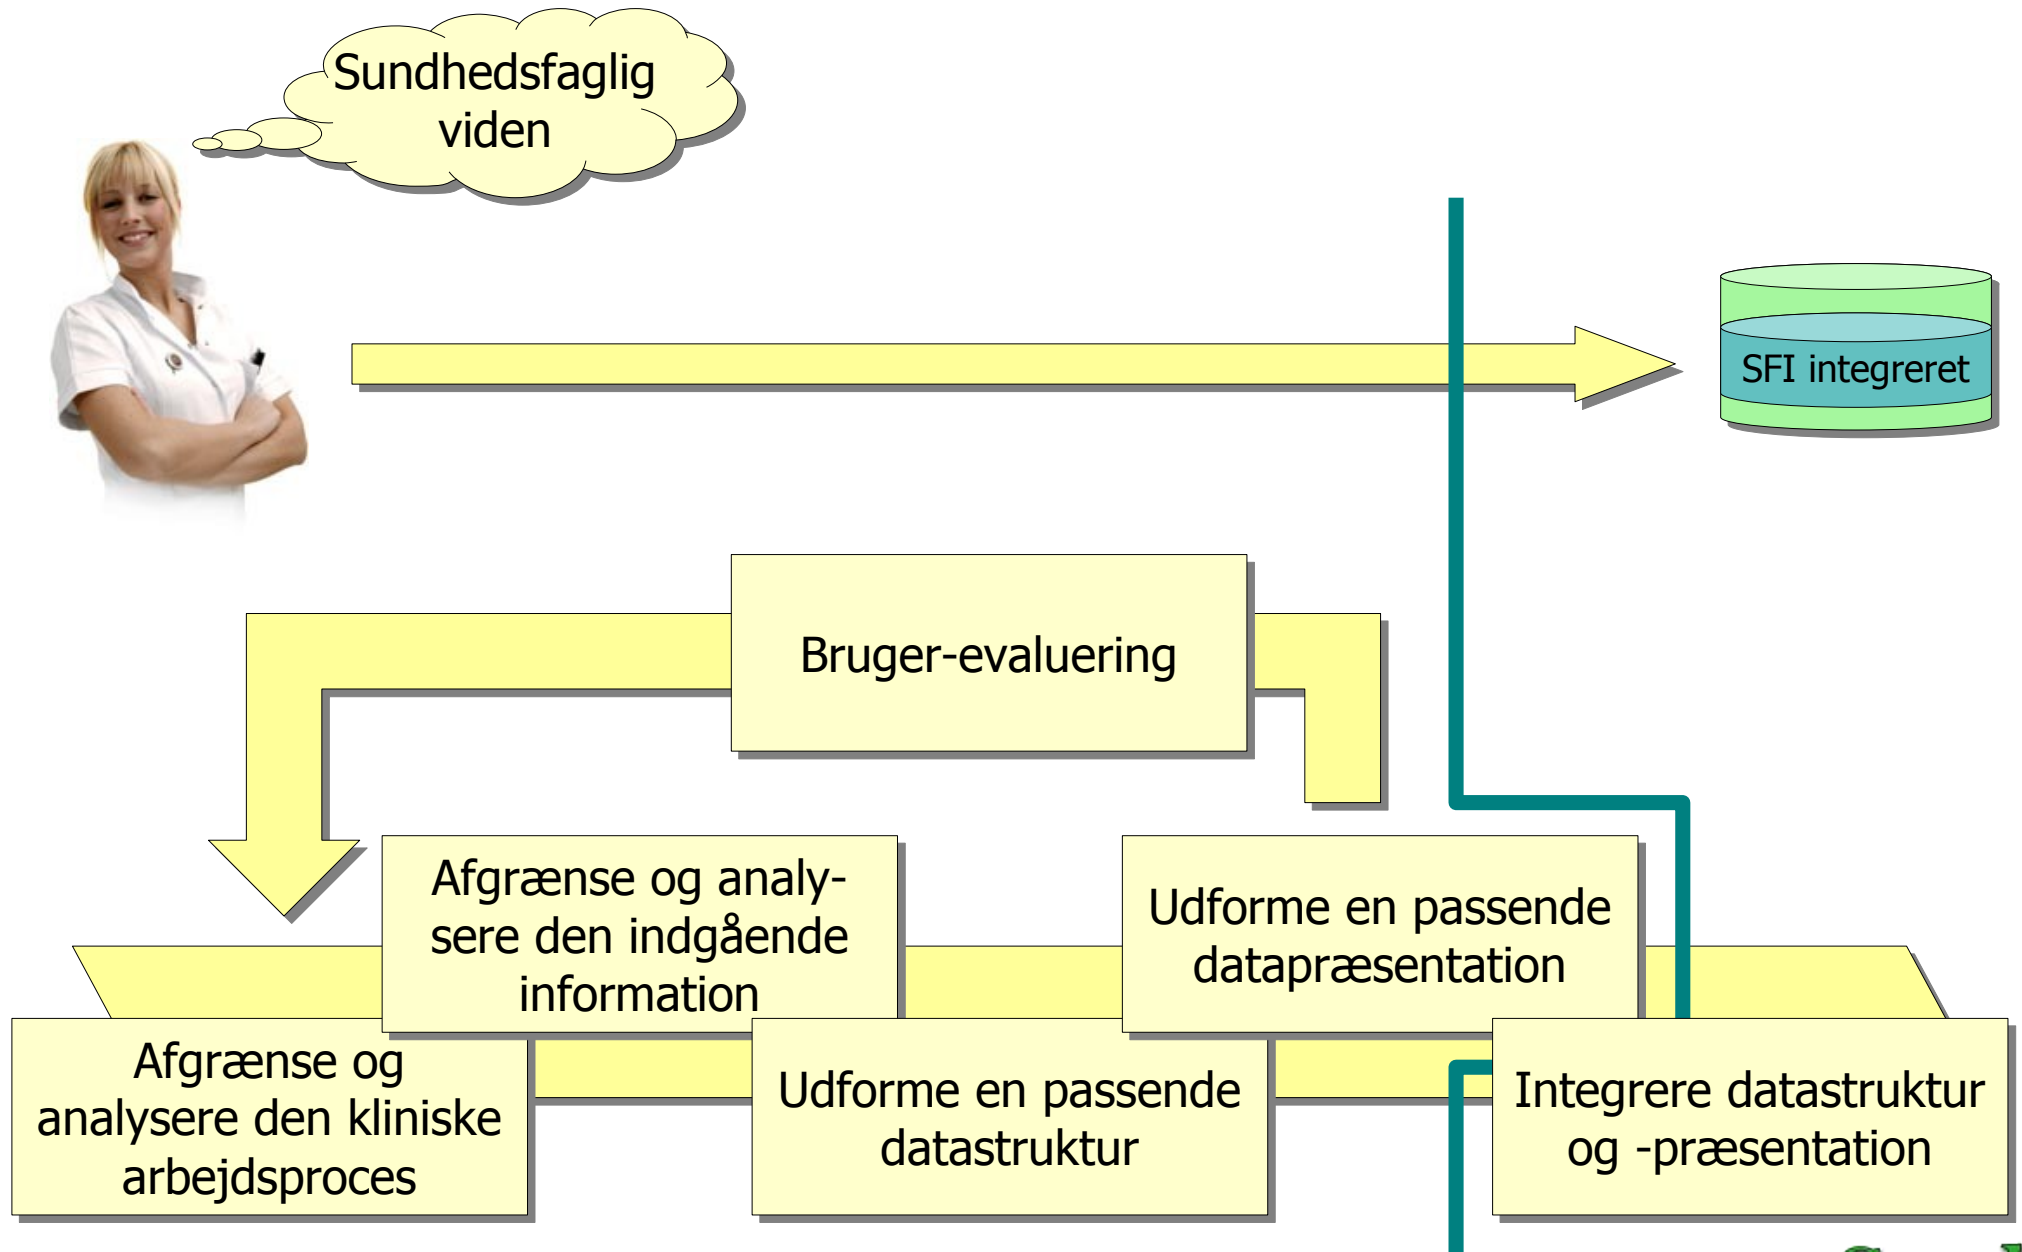 Sundhedsfaglig
viden
SFI integreret
Bruger-evaluering
Afgrænse og analy-
sere den indgående
information
Udforme en passende
datapræsentation
Afgrænse og
analysere den kliniske
arbejdsproces
Udforme en passende
datastruktur
Integrere datastruktur
og -præsentation